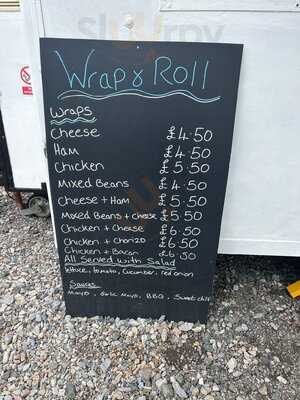 Wrap & Roll
Wraps
Cheese £4.50
Ham £4.50
Chicken £5.50
Mixed Beans £4.50
Cheese + Ham £5.50
Mixed Beans + Cheese £5.50
Chicken + Cheese £6.50
Chicken + Chorizo £6.50
Chicken + Bacon £6.50
All Served with Salad
lettuce, tomato, Cucumber, red onion
Sauces
Mayo, Garlic Mayo, BBQ, Sweet chilli